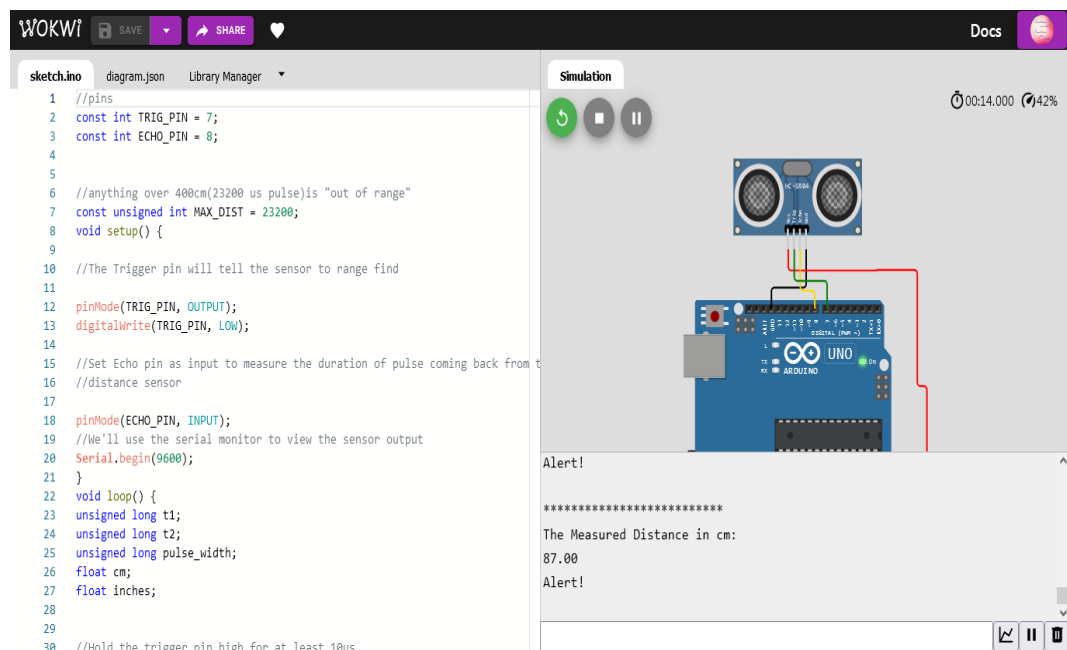 WOKWi SAVE SHARE Docs
sketch.ino diagram.json Library Manager
1 //pins
2 const int TRIG_PIN = 7;
3 const int ECHO_PIN = 8;
4
5
6 //anything over 400cm(23200 us pulse)is "out of range"
7 const unsigned int MAX_DIST = 23200;
8 void setup() {
9
10 //The Trigger pin will tell the sensor to range find
11
12 pinMode(TRIG_PIN, OUTPUT);
13 digitalWrite(TRIG_PIN, LOW);
14
15 //Set Echo pin as input to measure the duration of pulse coming back from t
16 //distance sensor
17
18 pinMode(ECHO_PIN, INPUT);
19 //We'll use the serial monitor to view the sensor output
20 Serial.begin(9600);
21 }
22 void loop() {
23 unsigned long t1;
24 unsigned long t2;
25 unsigned long pulse_width;
26 float cm;
27 float inches;
28
29
30 //Hold the trigger pin high for at least 10us
Simulation
00:14.000 42%
HC-SR04
Vcc
Trig
Echo
Gnd
AREF
GND
DIGITAL (PWM ~)
L
TX
RX
UNO
ON
ARDUINO
Alert!
**************************
The Measured Distance in cm:
87.00
Alert!